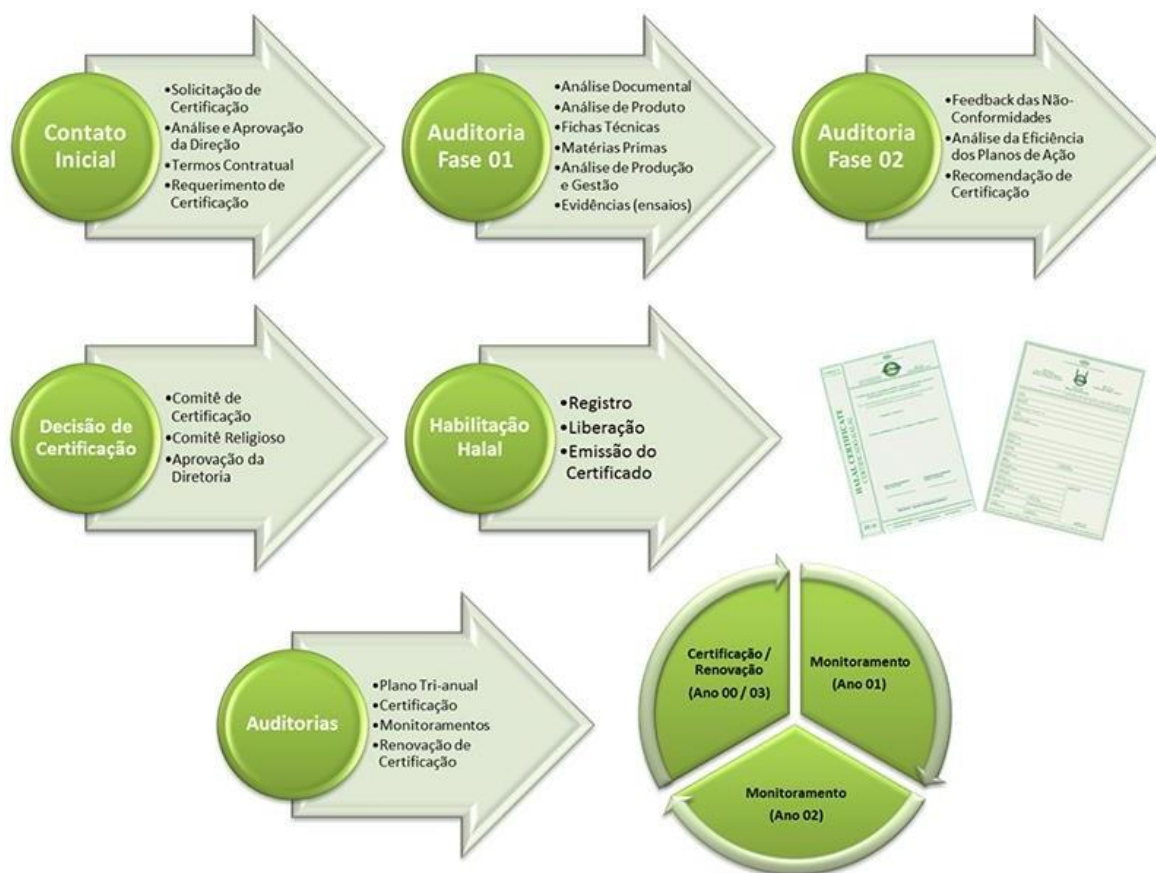 Contato
Inicial
•Solicitação de
Certificação
•Análise e Aprovação
da Direção
•Termos Contratual
•Requerimento de
Certificação
Auditoria
Fase 01
•Análise Documental
•Análise de Produto
•Fichas Técnicas
•Matérias Primas
•Análise de Produção
e Gestão
•Evidências (ensaios)
Auditoria
Fase 02
•Feedback das Não-
Conformidades
•Análise da Eficiência
dos Planos de Ação
•Recomendação de
Certificação
Decisão de
Certificação
•Comitê de
Certificação
•Comitê Religioso
•Aprovação da
Diretoria
Habilitação
Halal
•Registro
•Liberação
•Emissão do
Certificado
HALAL CERTIFICATE
Auditorias
•Plano Tri-anual
•Certificação
•Monitoramentos
•Renovação de
Certificação
Certificação /
Renovação
(Ano 00 / 03)
Monitoramento
(Ano 01)
Monitoramento
(Ano 02)